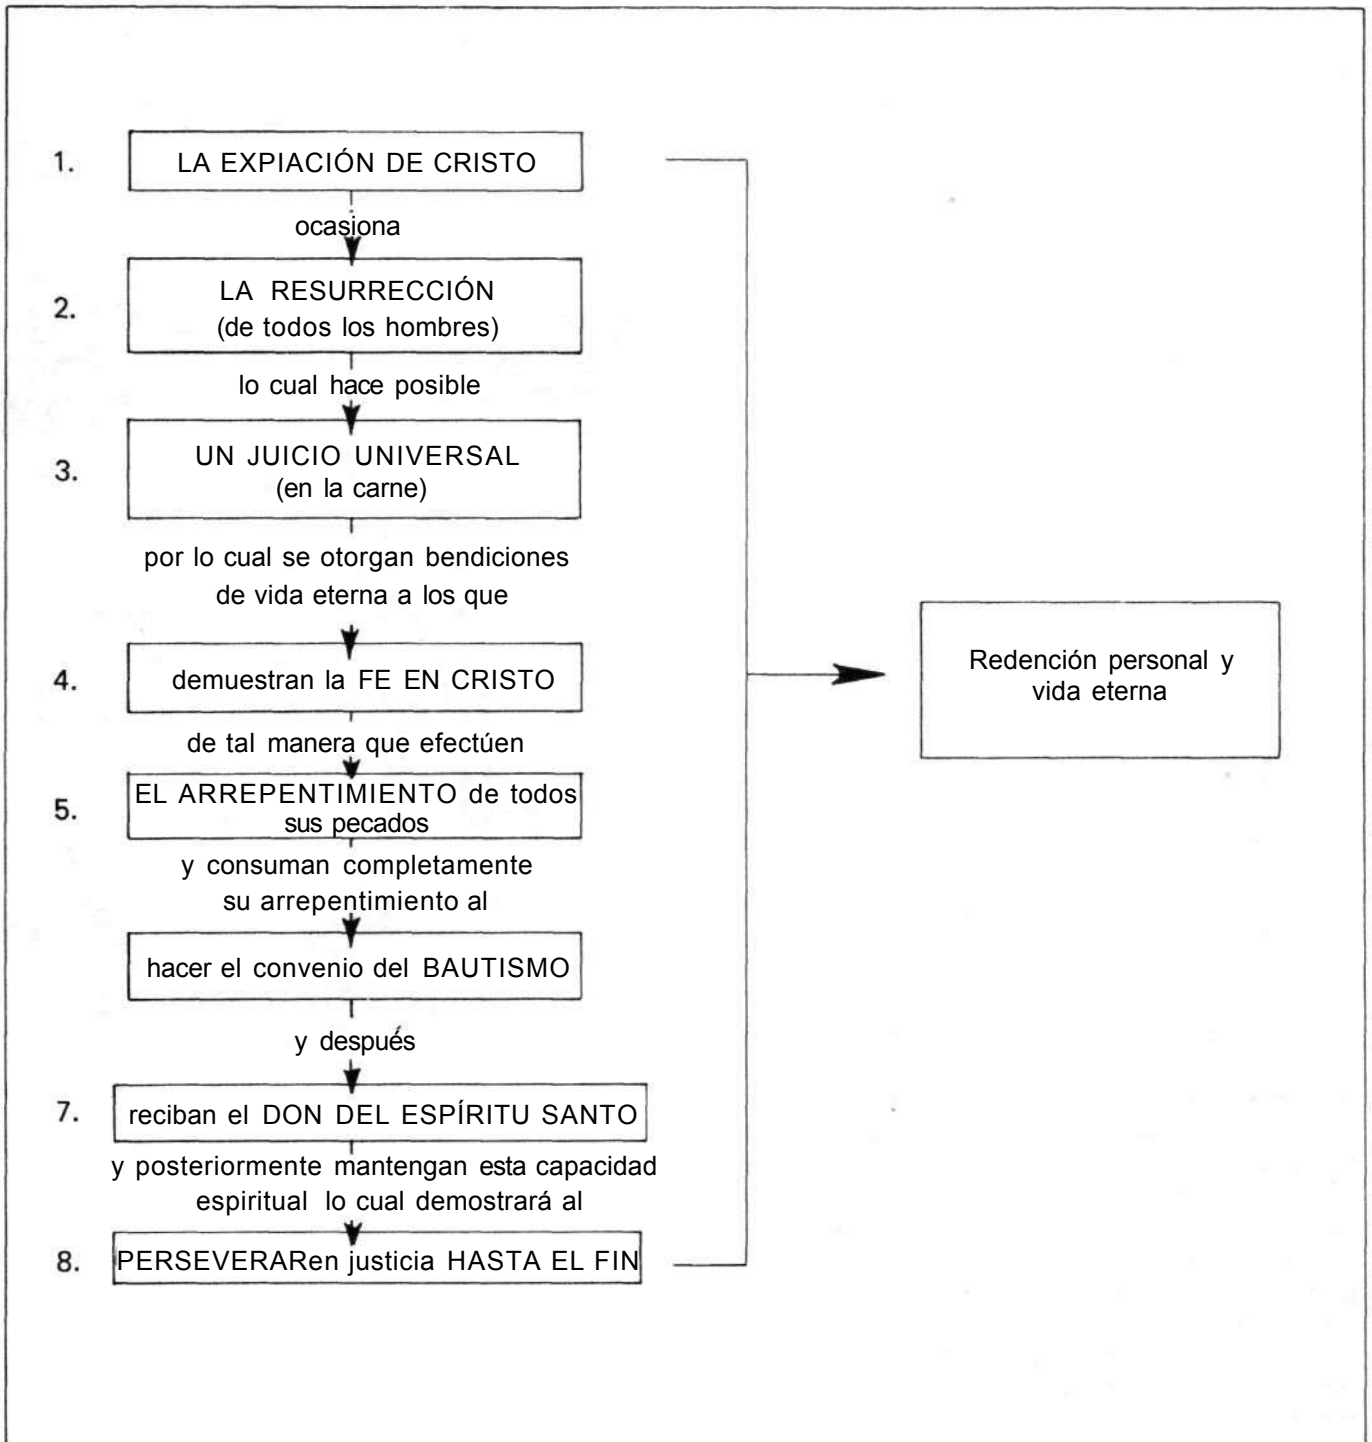 1. LA EXPIACIÓN DE CRISTO
ocasiona
2. LA RESURRECCIÓN
(de todos los hombres)
lo cual hace posible
3. UN JUICIO UNIVERSAL
(en la carne)
por lo cual se otorgan bendiciones
de vida eterna a los que
4. demuestran la FE EN CRISTO
de tal manera que efectúen
5. EL ARREPENTIMIENTO de todos
sus pecados
y consuman completamente
su arrepentimiento al
hacer el convenio del BAUTISMO
y después
7. reciban el DON DEL ESPÍRITU SANTO
y posteriormente mantengan esta capacidad
espiritual lo cual demostrará al
8. PERSEVERARen justicia HASTA EL FIN
Redención personal y
vida eterna